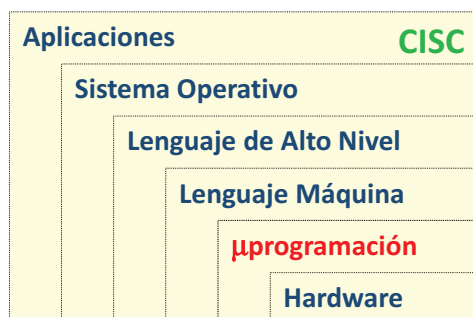 Aplicaciones CISC
Sistema Operativo
Lenguaje de Alto Nivel
Lenguaje Máquina
μprogramación
Hardware